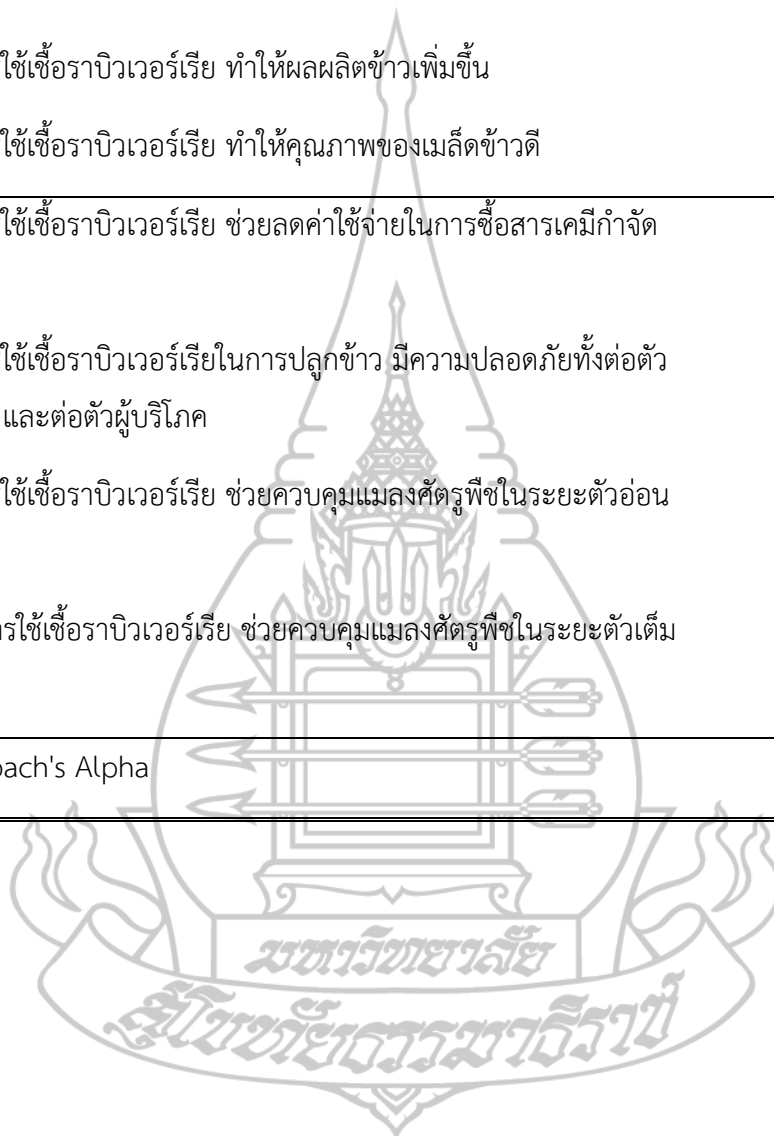 ใช้เชื้อราบิวเวอร์เรีย ทำให้ผลผลิตข้าวเพิ่มขึ้น
ใช้เชื้อราบิวเวอร์เรีย ทำให้คุณภาพของเมล็ดข้าวดี
ใช้เชื้อราบิวเวอร์เรีย ช่วยลดค่าใช้จ่ายในการซื้อสารเคมีกำจัด
ใช้เชื้อราบิวเวอร์เรียในการปลูกข้าว มีความปลอดภัยทั้งต่อตัว
และต่อตัวผู้บริโภค
ใช้เชื้อราบิวเวอร์เรีย ช่วยควบคุมแมลงศัตรูพืชในระยะตัวอ่อน
ารใช้เชื้อราบิวเวอร์เรีย ช่วยควบคุมแมลงศัตรูพืชในระยะตัวเต็ม
bach's Alpha
มหาวิทยาลัย
สุโขทัยธรรมาธิราช